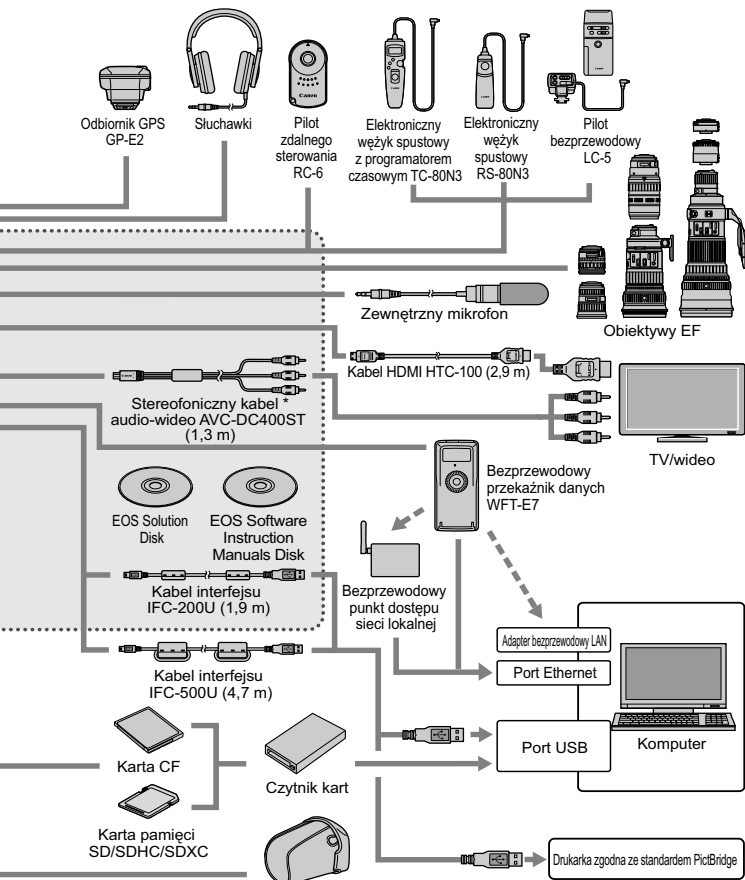 Odbiornik GPS
GP-E2
Słuchawki
Canon
Pilot
zdalnego
sterowania
RC-6
Elektroniczny
wężyk spustowy
z programatorem
czasowym TC-80N3
Elektroniczny
wężyk
spustowy
RS-80N3
Pilot
bezprzewodowy
LC-5
Obiektywy EF
Zewnętrzny mikrofon
Kabel HDMI HTC-100 (2,9 m)
Stereofoniczny kabel *
audio-wideo AVC-DC400ST
(1,3 m)
TV/wideo
Bezprzewodowy
przekaźnik danych
WFT-E7
EOS Solution
Disk
EOS Software
Instruction
Manuals Disk
Kabel interfejsu
IFC-200U (1,9 m)
Bezprzewodowy
punkt dostępu
sieci lokalnej
Adapter bezprzewodowy LAN
Port Ethernet
Kabel interfejsu
IFC-500U (4,7 m)
Port USB
Komputer
Karta CF
Czytnik kart
Karta pamięci
SD/SDHC/SDXC
Drukarka zgodna ze standardem PictBridge